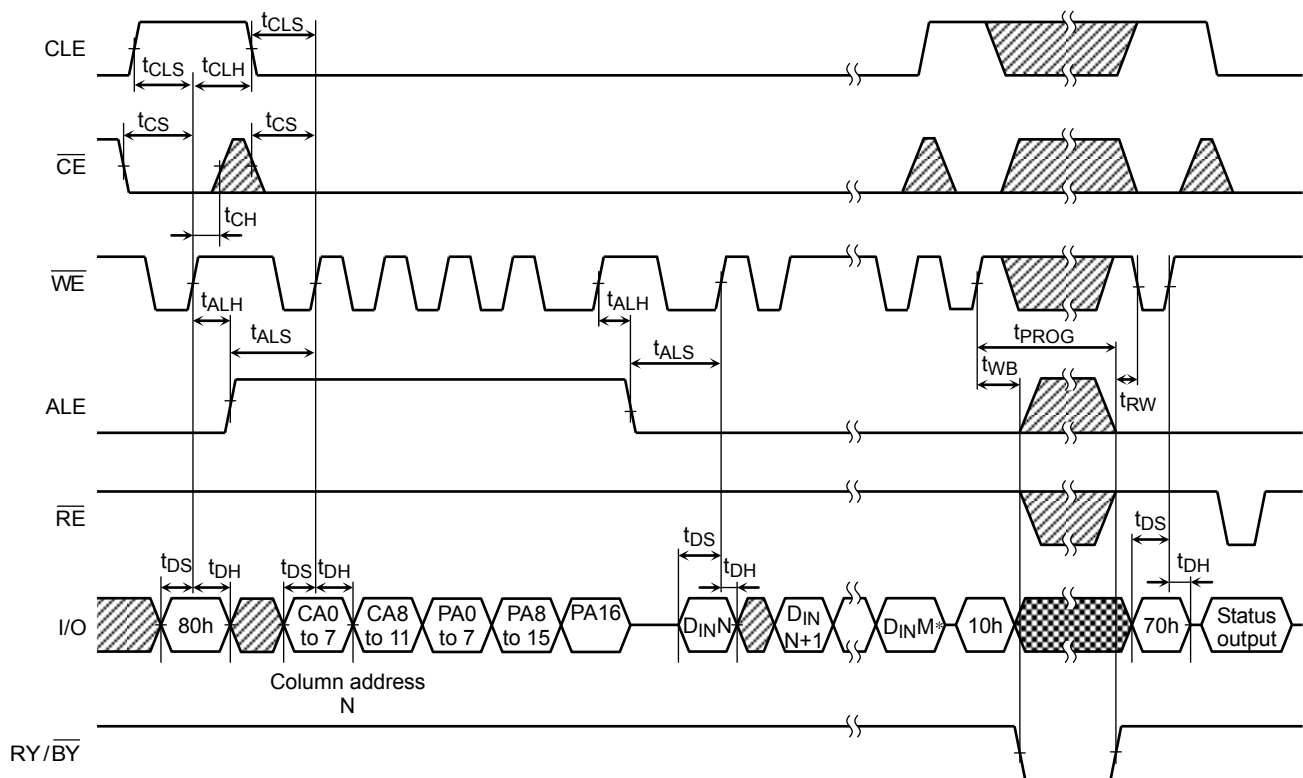 CLE
tCLS
tCLS
tCLH
tCS
tCS
CE
tCH
WE
tALH
tALH
tPROG
tALS
tALS
tWB
tRW
ALE
RE
tDS
tDH
tDS
tDH
tDS
tDH
tDS
tDH
I/O
80h
CA0
to 7
CA8
to 11
PA0
to 7
PA8
to 15
PA16
DINN
DIN
N+1
DINM*
10h
70h
Status
output
Column address
N
RY/BY